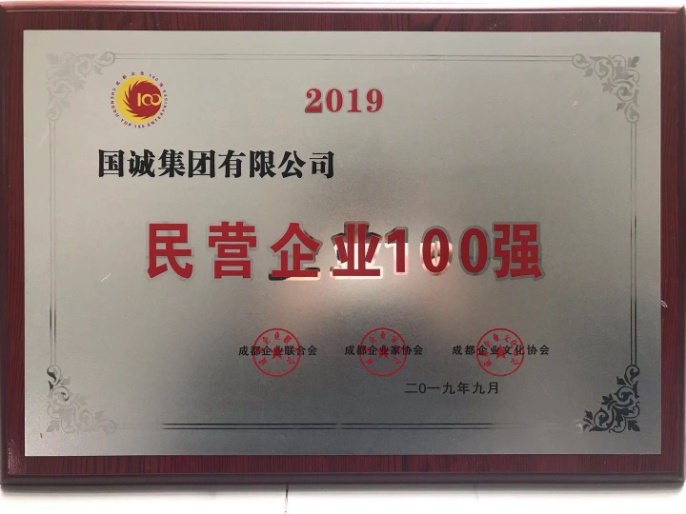 100
2019
国诚集团有限公司
民营企业100强
成都企业联合会 成都企业家协会 成都企业文化协会
二〇一九年九月